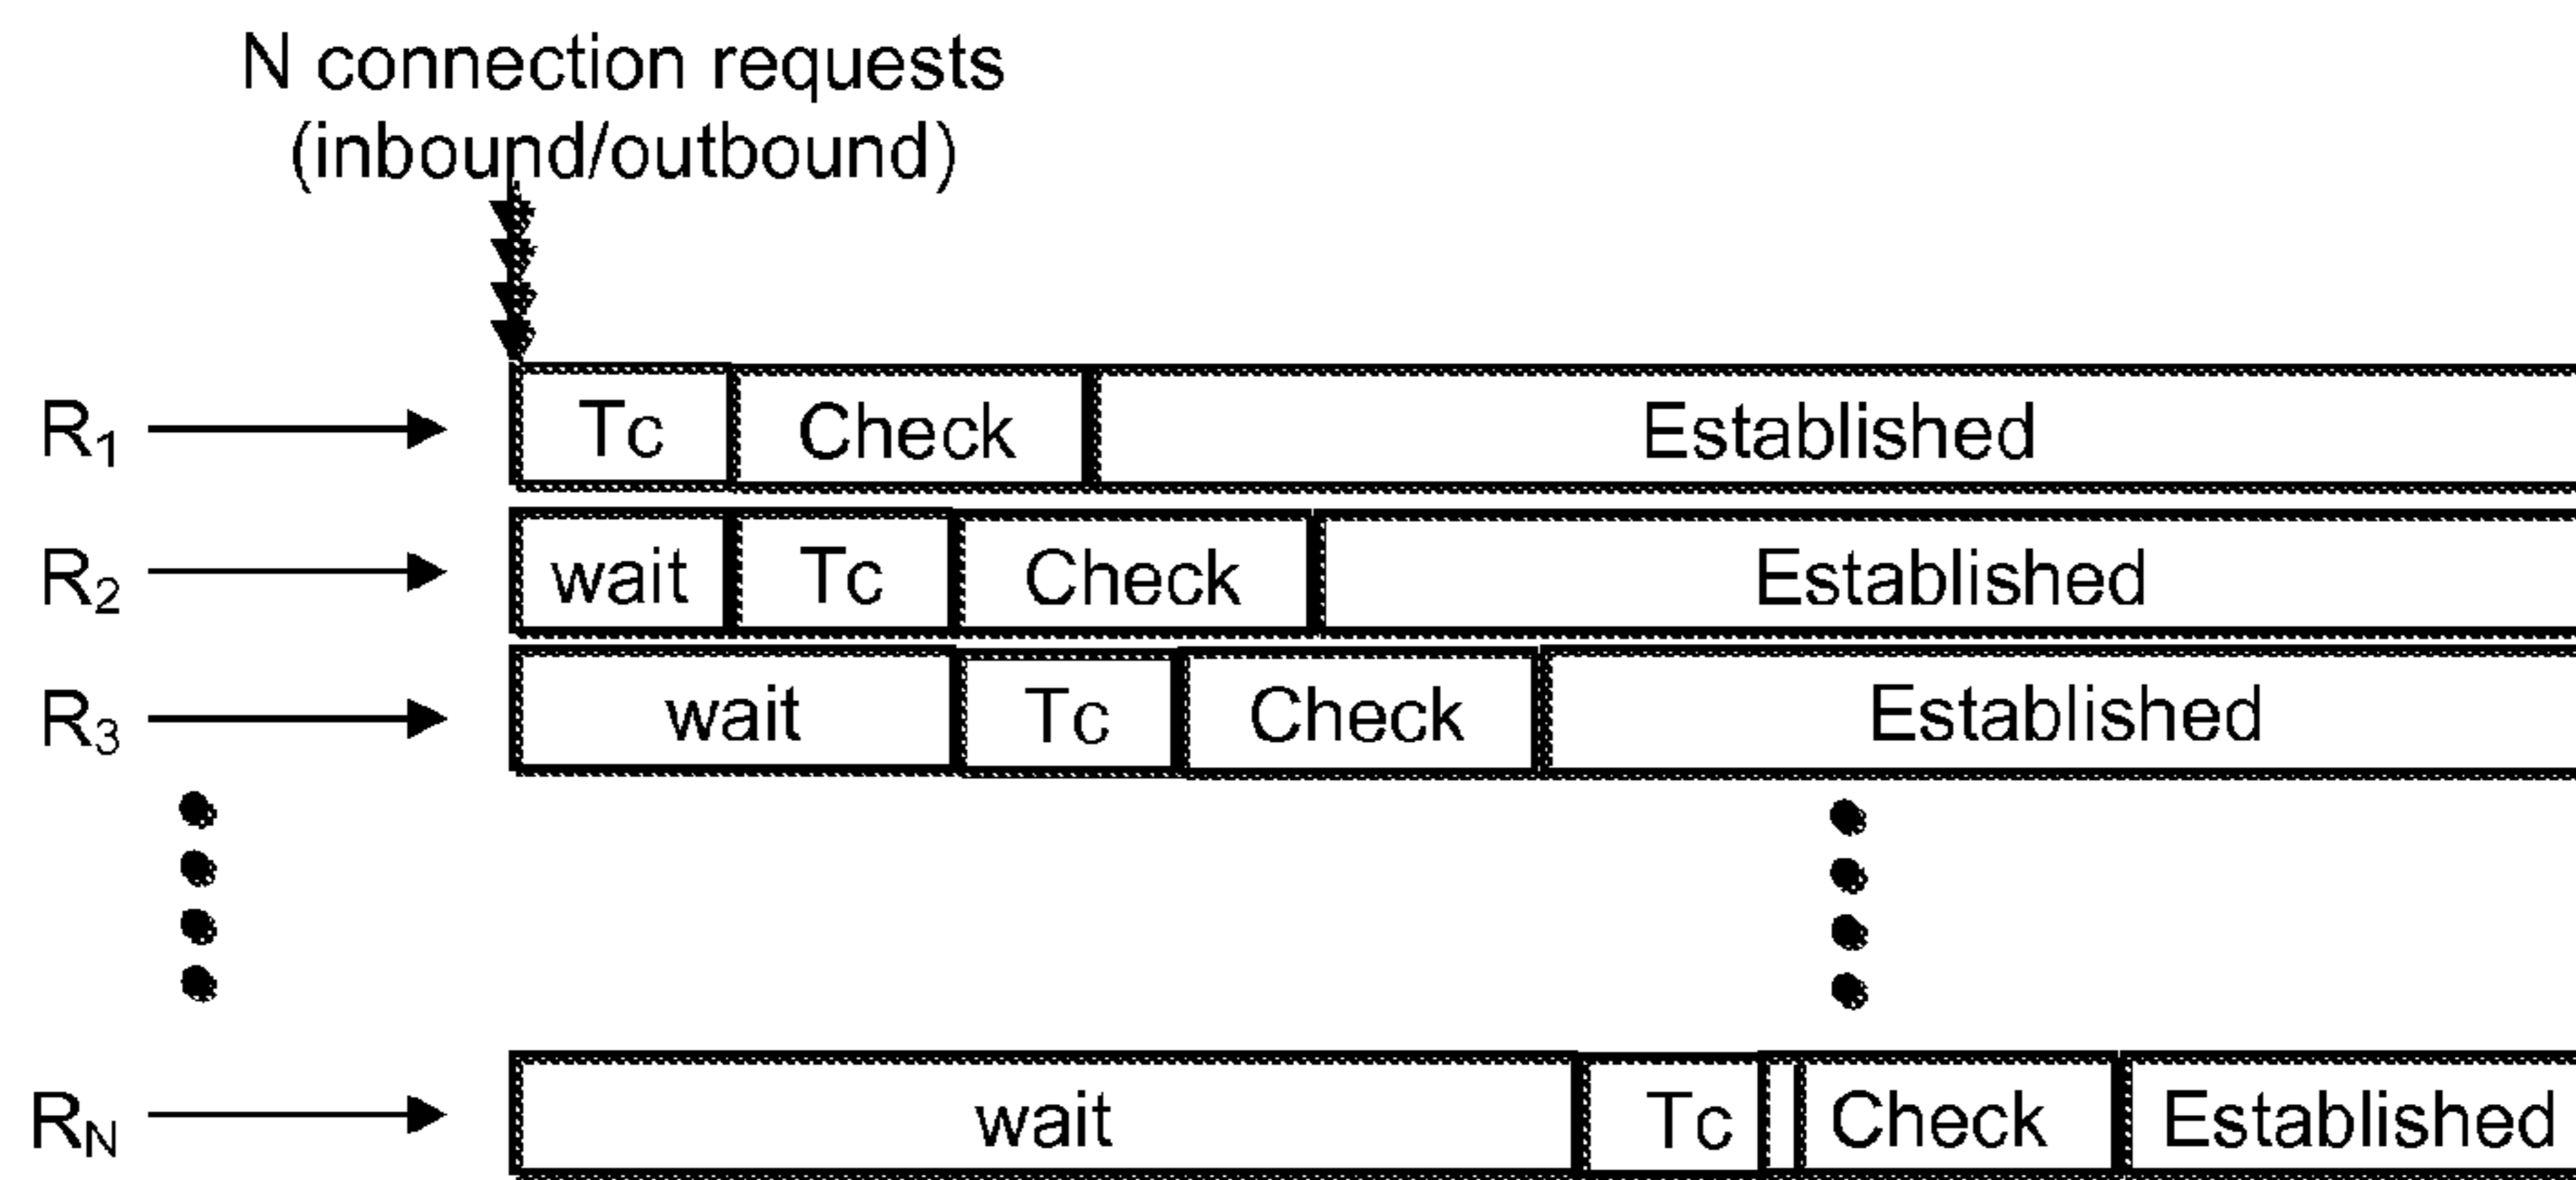 N connection requests
(inbound/outbound)
R1 Tc Check Established
R2 wait Tc Check Established
R3 wait Tc Check Established
RN wait Tc Check Established